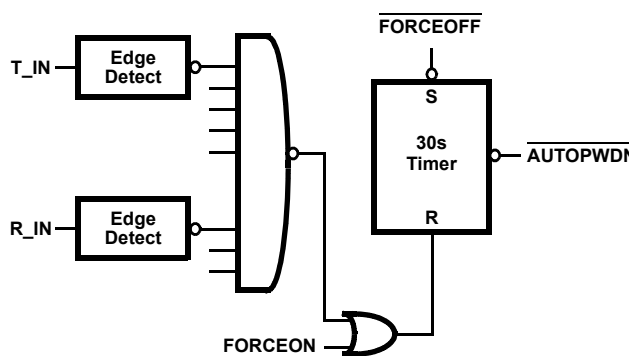 FORCEOFF
T_IN
Edge
Detect
S
30s
Timer
AUTOPWDN
R_IN
Edge
Detect
R
FORCEON